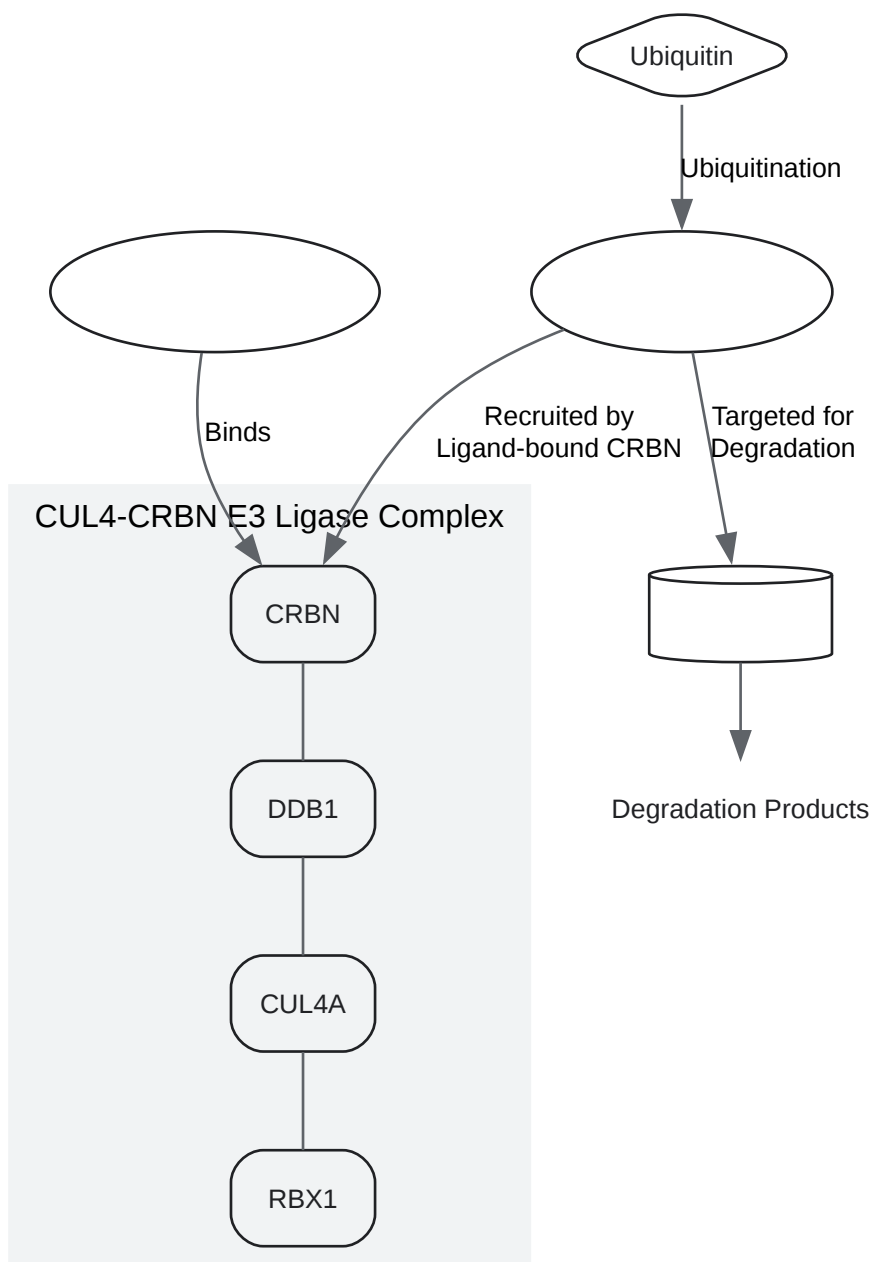 Ubiquitin
Ubiquitination
Binds
Recruited by
Ligand-bound CRBN
Targeted for
Degradation
CUL4-CRBN E3 Ligase Complex
CRBN
DDB1
Degradation Products
CUL4A
RBX1